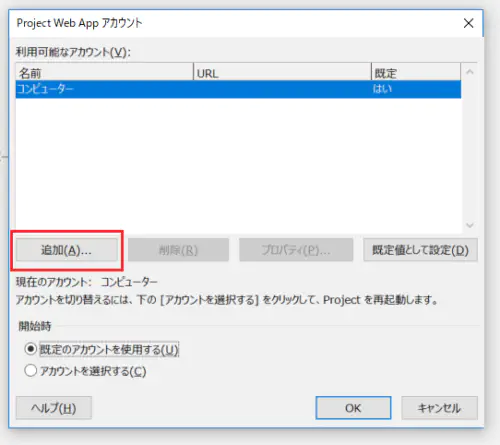 Project Web App アカウント
利用可能なアカウント(V):
名前 URL 既定
コンピューター はい
追加(A)... 削除(R) プロパティ(P)... 既定値として設定(D)
現在のアカウント: コンピューター
アカウントを切り替えるには、下の [アカウントを選択する] をクリックして、Project を再起動します。
開始時
既定のアカウントを使用する(U)
アカウントを選択する(C)
ヘルプ(H) OK キャンセル